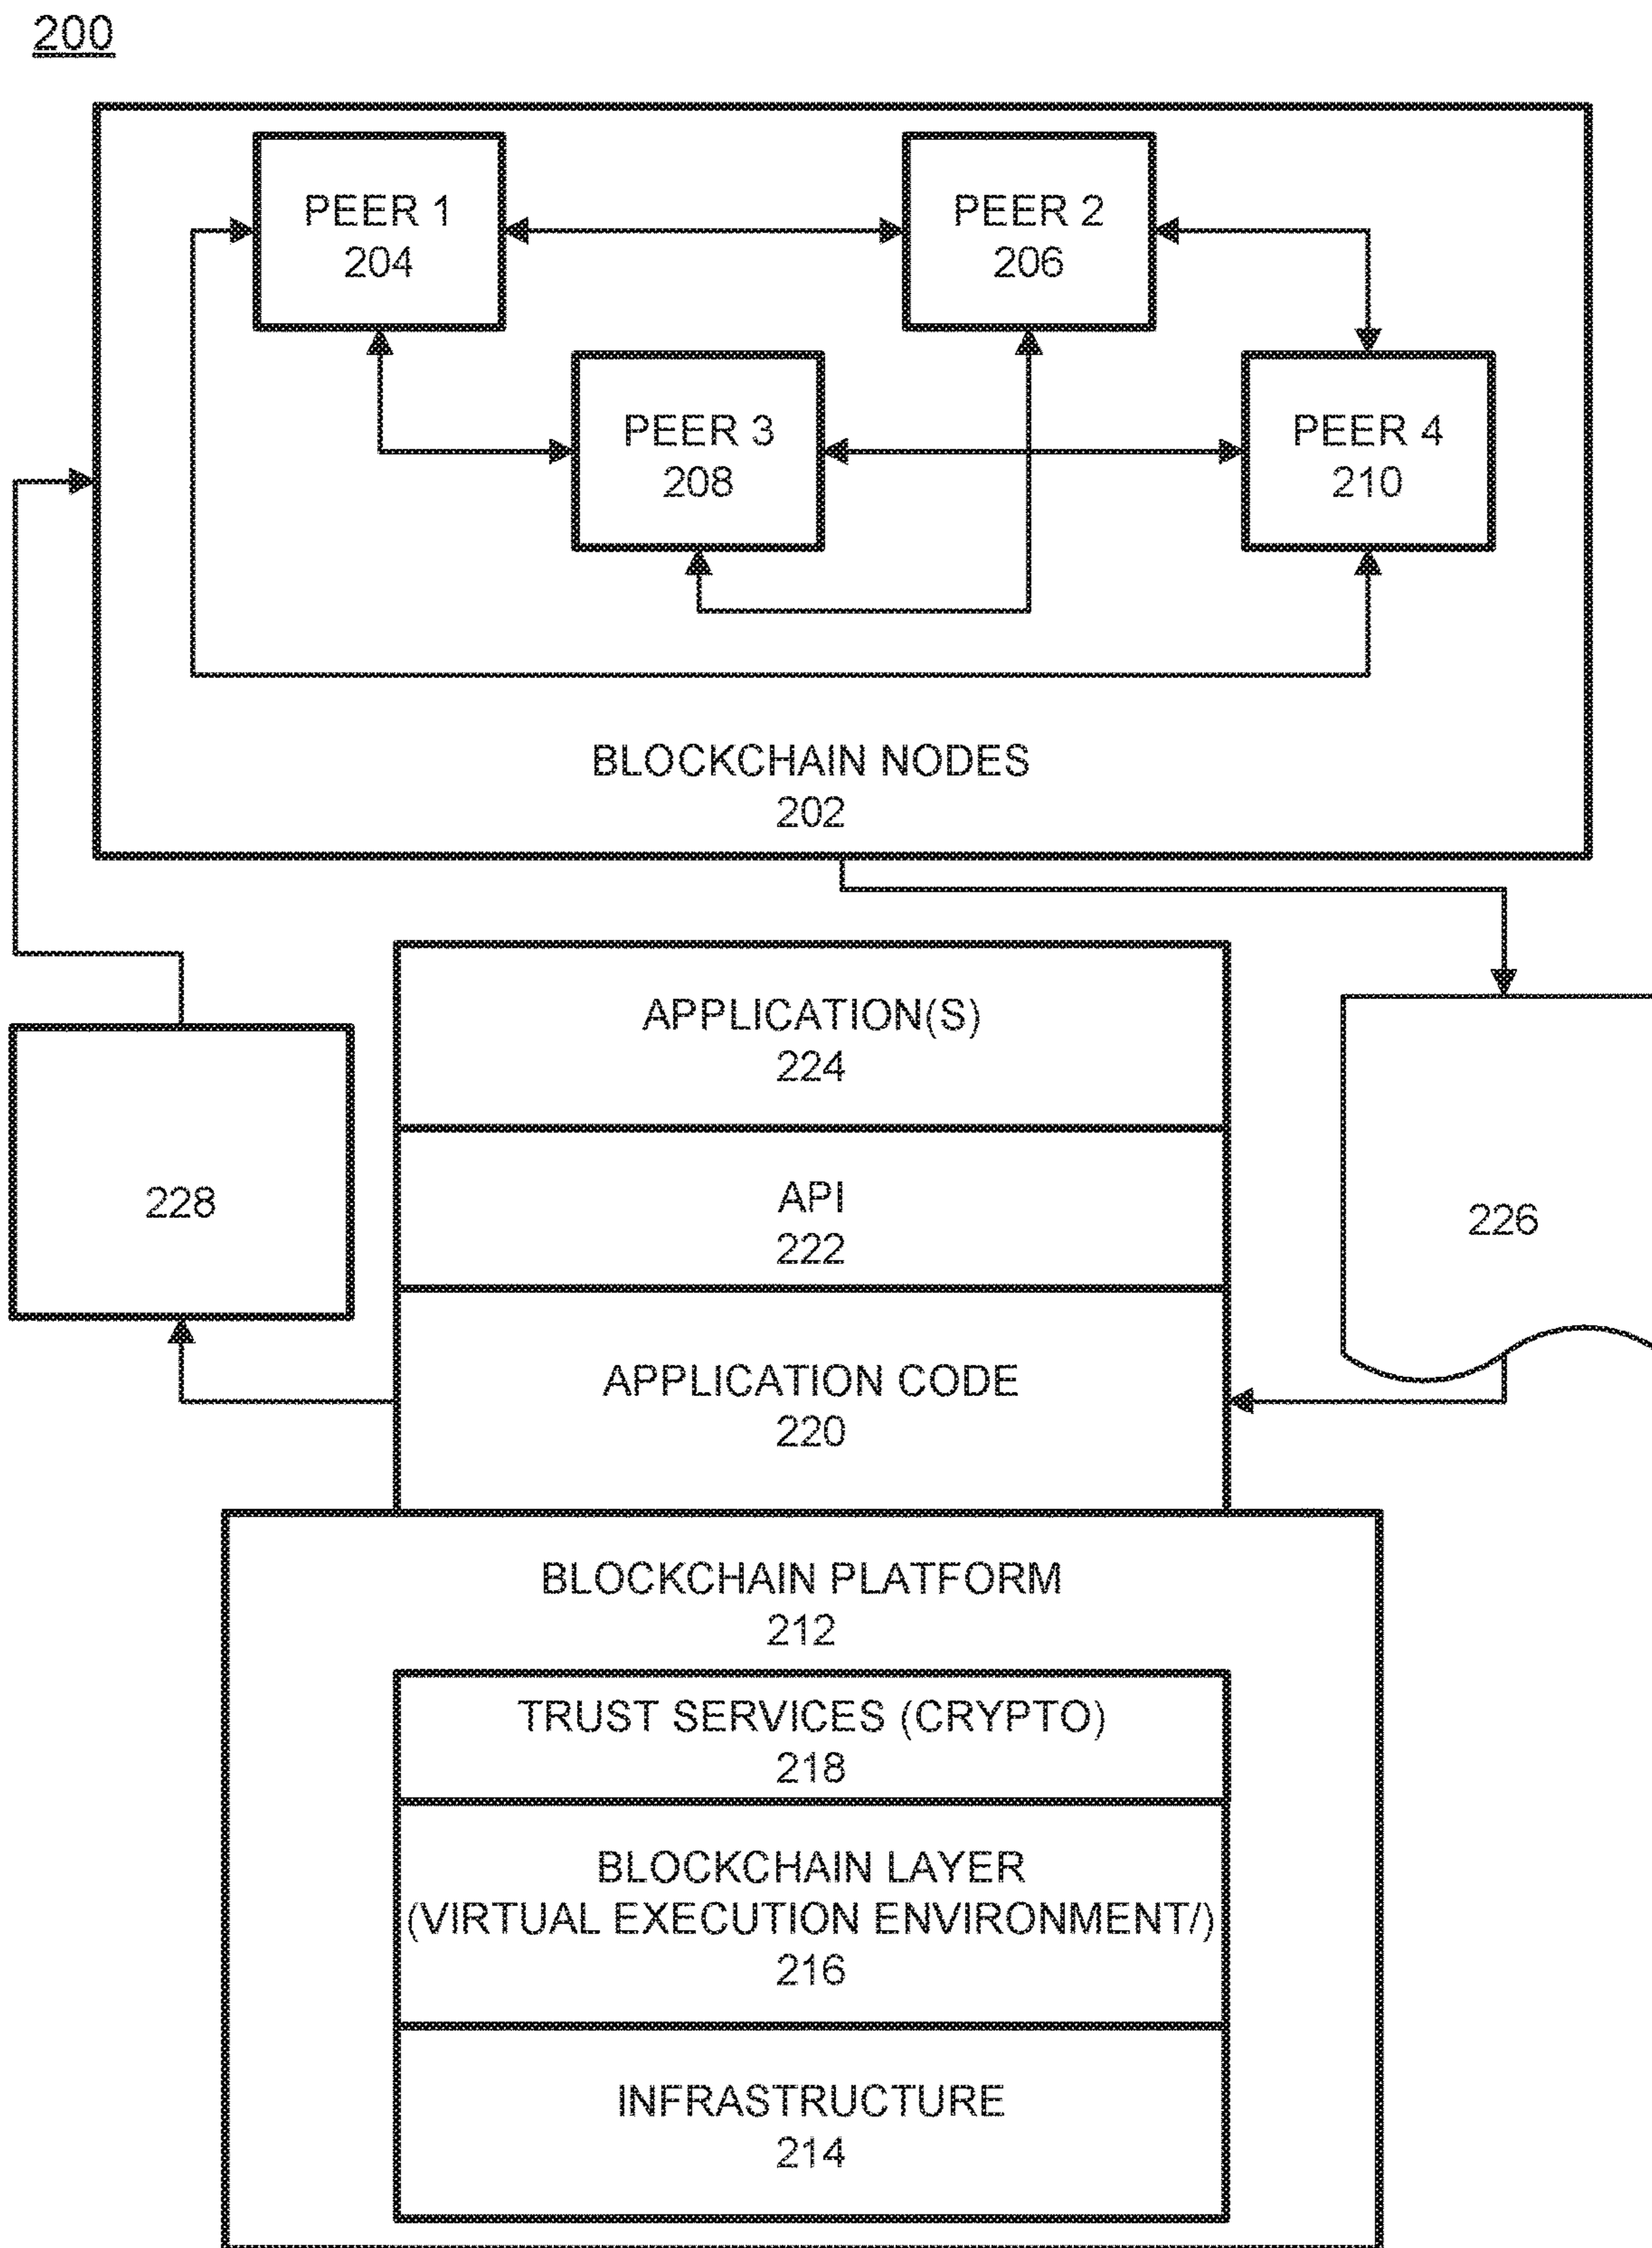 200
PEER 1
204
PEER 2
206
PEER 3
208
PEER 4
210
BLOCKCHAIN NODES
202
APPLICATION(S)
224
API
222
228
226
APPLICATION CODE
220
BLOCKCHAIN PLATFORM
212
TRUST SERVICES (CRYPTO)
218
BLOCKCHAIN LAYER
(VIRTUAL EXECUTION ENVIRONMENT/)
216
INFRASTRUCTURE
214